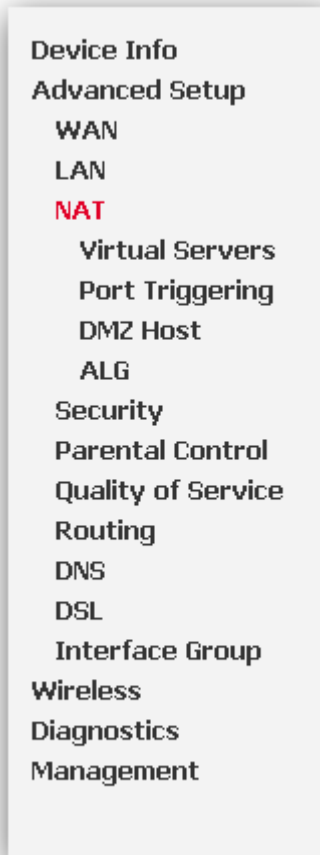 Device Info
Advanced Setup
WAN
LAN
NAT
Virtual Servers
Port Triggering
DMZ Host
ALG
Security
Parental Control
Quality of Service
Routing
DNS
DSL
Interface Group
Wireless
Diagnostics
Management